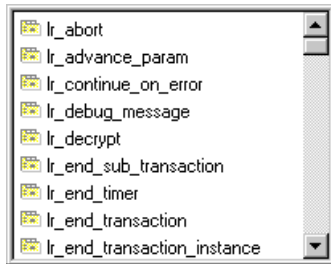 lr_abort
lr_advance_param
lr_continue_on_error
lr_debug_message
lr_decrypt
lr_end_sub_transaction
lr_end_timer
lr_end_transaction
lr_end_transaction_instance